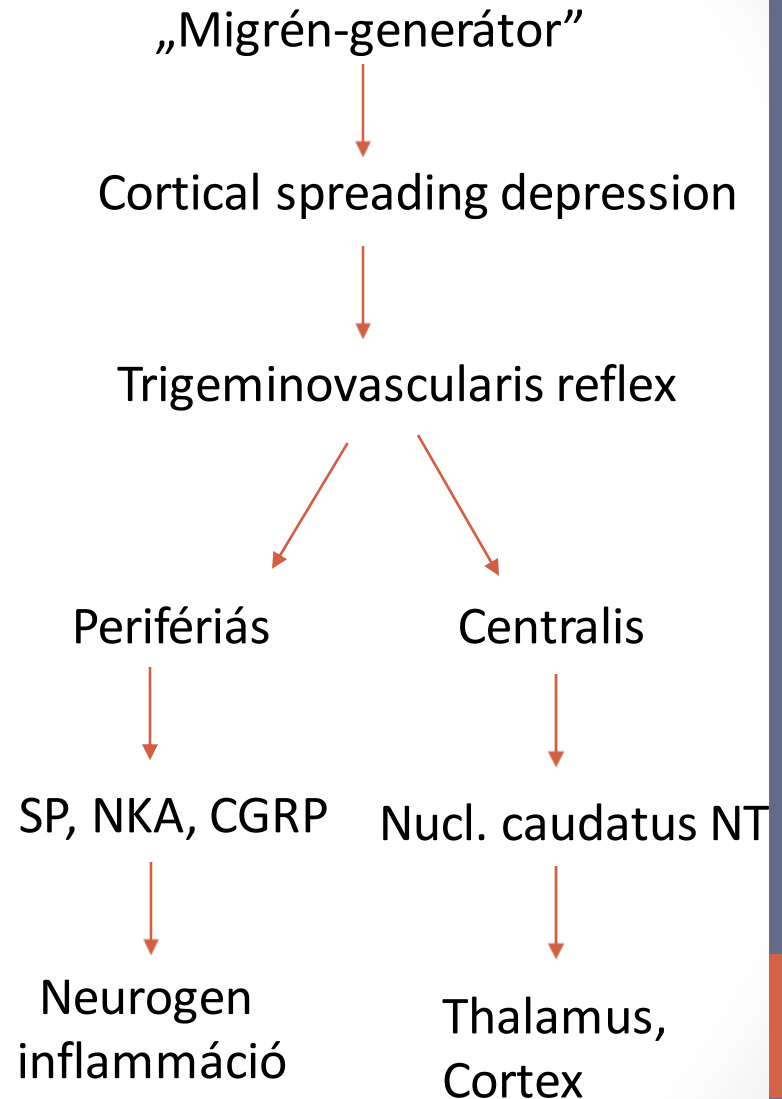 „Migrén-generátor”
Cortical spreading depression
Trigeminovascularis reflex
Perifériás
Centralis
SP, NKA, CGRP
Nucl. caudatus NT
Neurogen
inflammáció
Thalamus,
Cortex